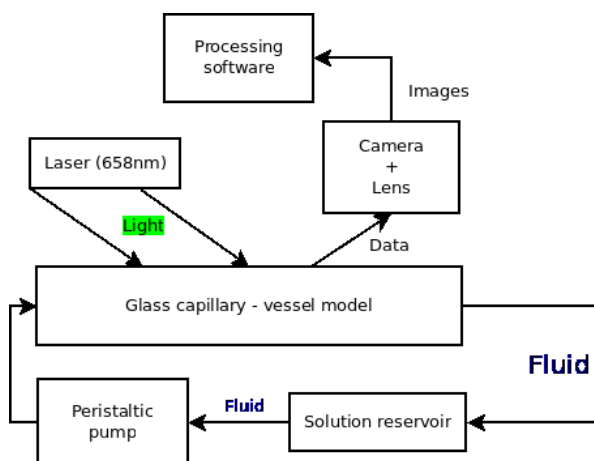 Processing
software
Images
Camera
+
Lens
Laser (658nm)
Light
Data
Glass capillary - vessel model
Fluid
Peristaltic
pump
Fluid
Solution reservoir